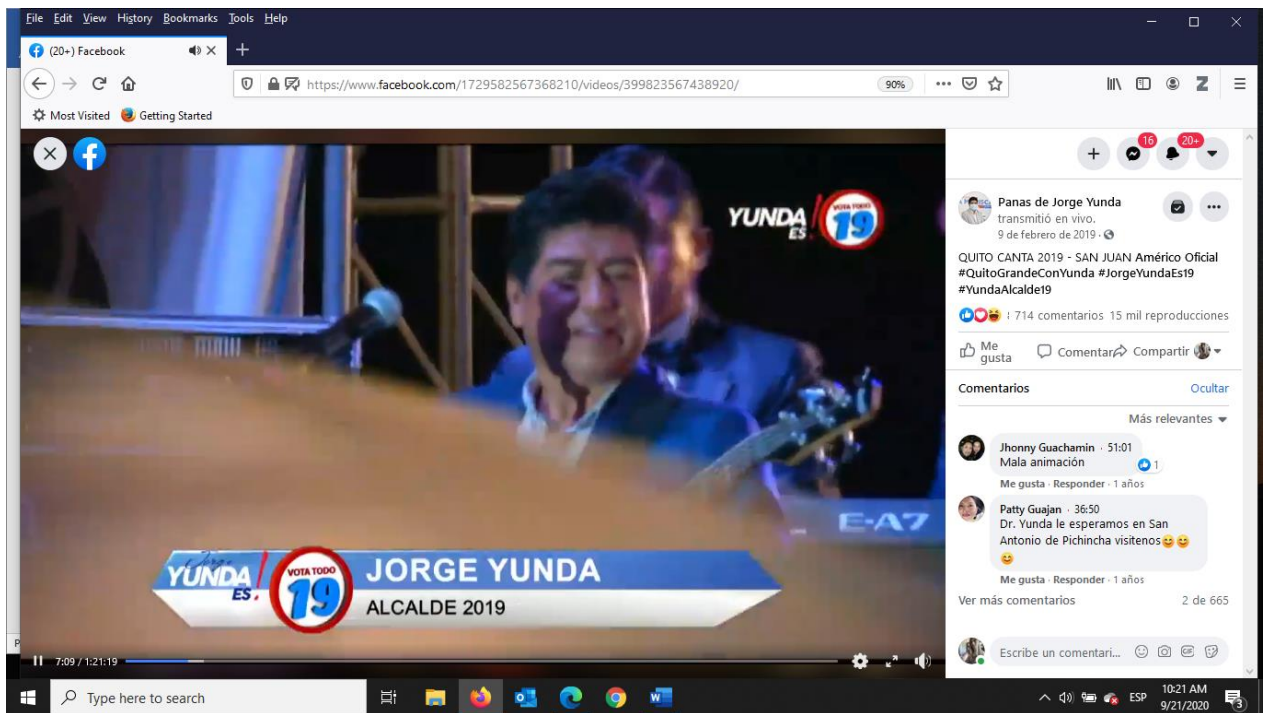 File Edit View History Bookmarks Tools Help
(20+) Facebook
https://www.facebook.com/1729582567368210/videos/399823567438920/
90%
Most Visited
Getting Started
16
20+
YUNDA
ES
!
VOTA TODO
19
Panas de Jorge Yunda
transmitió en vivo.
9 de febrero de 2019 ·
QUITO CANTA 2019 - SAN JUAN Américo Oficial
#QuitoGrandeConYunda #JorgeYundaEs19
#YundaAlcalde19
714 comentarios 15 mil reproducciones
Me gusta
Comentar
Compartir
Comentarios
Ocultar
Más relevantes
Jhonny Guachamin · 51:01
Mala animación
1
Me gusta · Responder · 1 años
Patty Guajan · 36:50
Dr. Yunda le esperamos en San
Antonio de Pichincha visitenos
Me gusta · Responder · 1 años
Ver más comentarios
2 de 665
Escribe un comentari...
GIF
E-A7
Jorge
YUNDA!
ES.
VOTA TODO
19
JORGE YUNDA
ALCALDE 2019
7:09 / 1:21:19
Type here to search
ESP
10:21 AM
9/21/2020
3